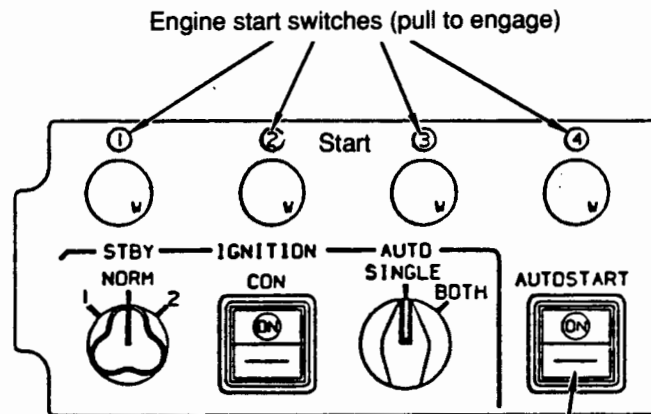 Engine start switches (pull to engage)
1 2 Start 3 4
W W W W
STBY IGNITION AUTO
NORM CON SINGLE AUTOSTART
1 2 ON BOTH ON